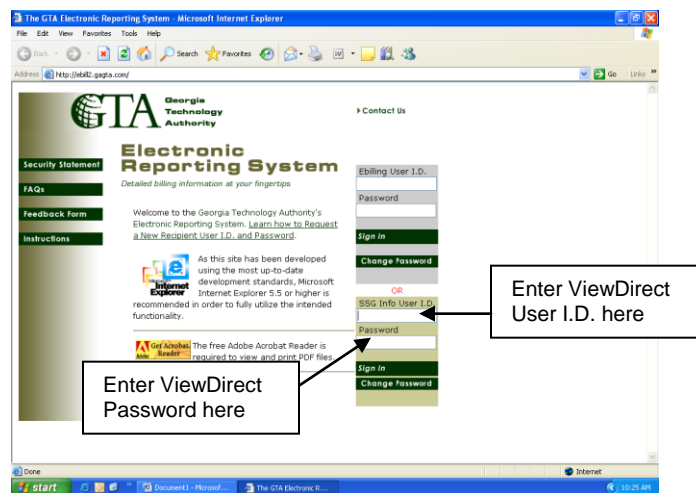 The GTA Electronic Reporting System - Microsoft Internet Explorer
File Edit View Favorites Tools Help
Back Search Favorites
Address http://ebill2.gagta.com/ Go Links »
GTA
Georgia
Technology
Authority
Contact Us
Electronic
Reporting System
Detailed billing information at your fingertips
Security Statement
FAQs
Feedback Form
Instructions
Welcome to the Georgia Technology Authority's
Electronic Reporting System. Learn how to Request
a New Recipient User I.D. and Password.
Internet
Explorer
As this site has been developed
using the most up-to-date
development standards, Microsoft
Internet Explorer 5.5 or higher is
recommended in order to fully utilize the intended
functionality.
Get Acrobat
Reader
Adobe
The free Adobe Acrobat Reader is
required to view and print PDF files.
Ebilling User I.D.
Password
Sign In
Change Password
OR
SSG Info User I.D.
Password
Sign In
Change Password
Enter ViewDirect
User I.D. here
Enter ViewDirect
Password here
Done
Internet
start
Document1 - Microsof...
The GTA Electronic R...
10:25 AM